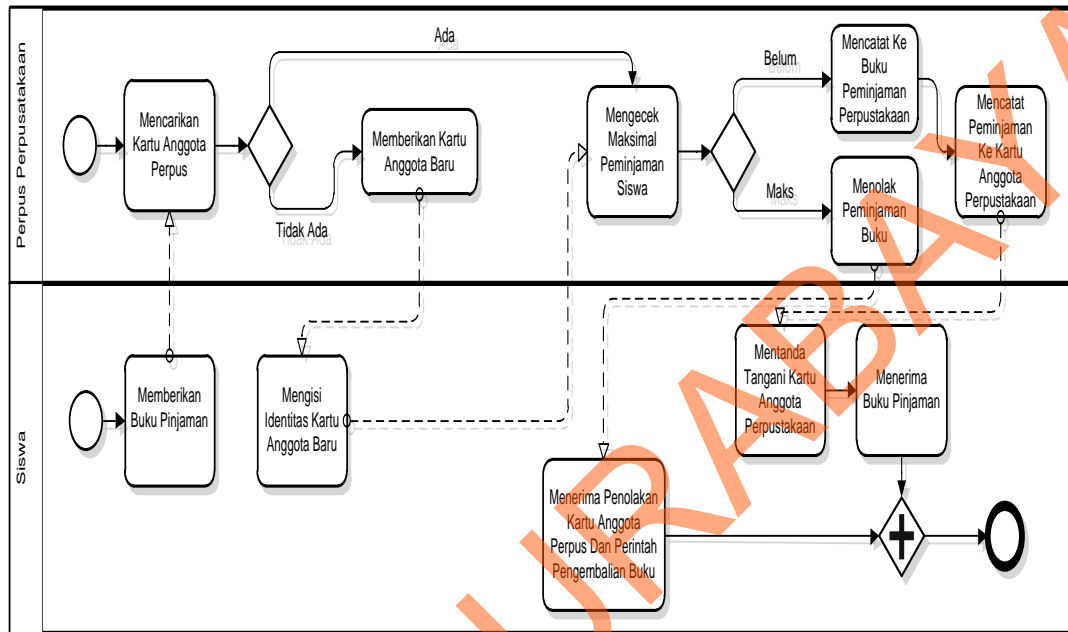 Perpus Perpusatakaan
Mencarikan
Kartu Anggota
Perpus
Ada
Tidak Ada
Memberikan Kartu
Anggota Baru
Mengecek
Maksimal
Peminjaman
Siswa
Belum
Maks
Mencatat Ke
Buku
Peminjaman
Perpustakaan
Menolak
Peminjaman
Buku
Mencatat
Peminjaman
Ke Kartu
Anggota
Perpustakaan
Siswa
Memberikan
Buku Pinjaman
Mengisi
Identitas Kartu
Anggota Baru
Menerima Penolakan
Kartu Anggota
Perpus Dan Perintah
Pengembalian Buku
Mentanda
Tangani Kartu
Anggota
Perpustakaan
Menerima
Buku Pinjaman
URABAYA